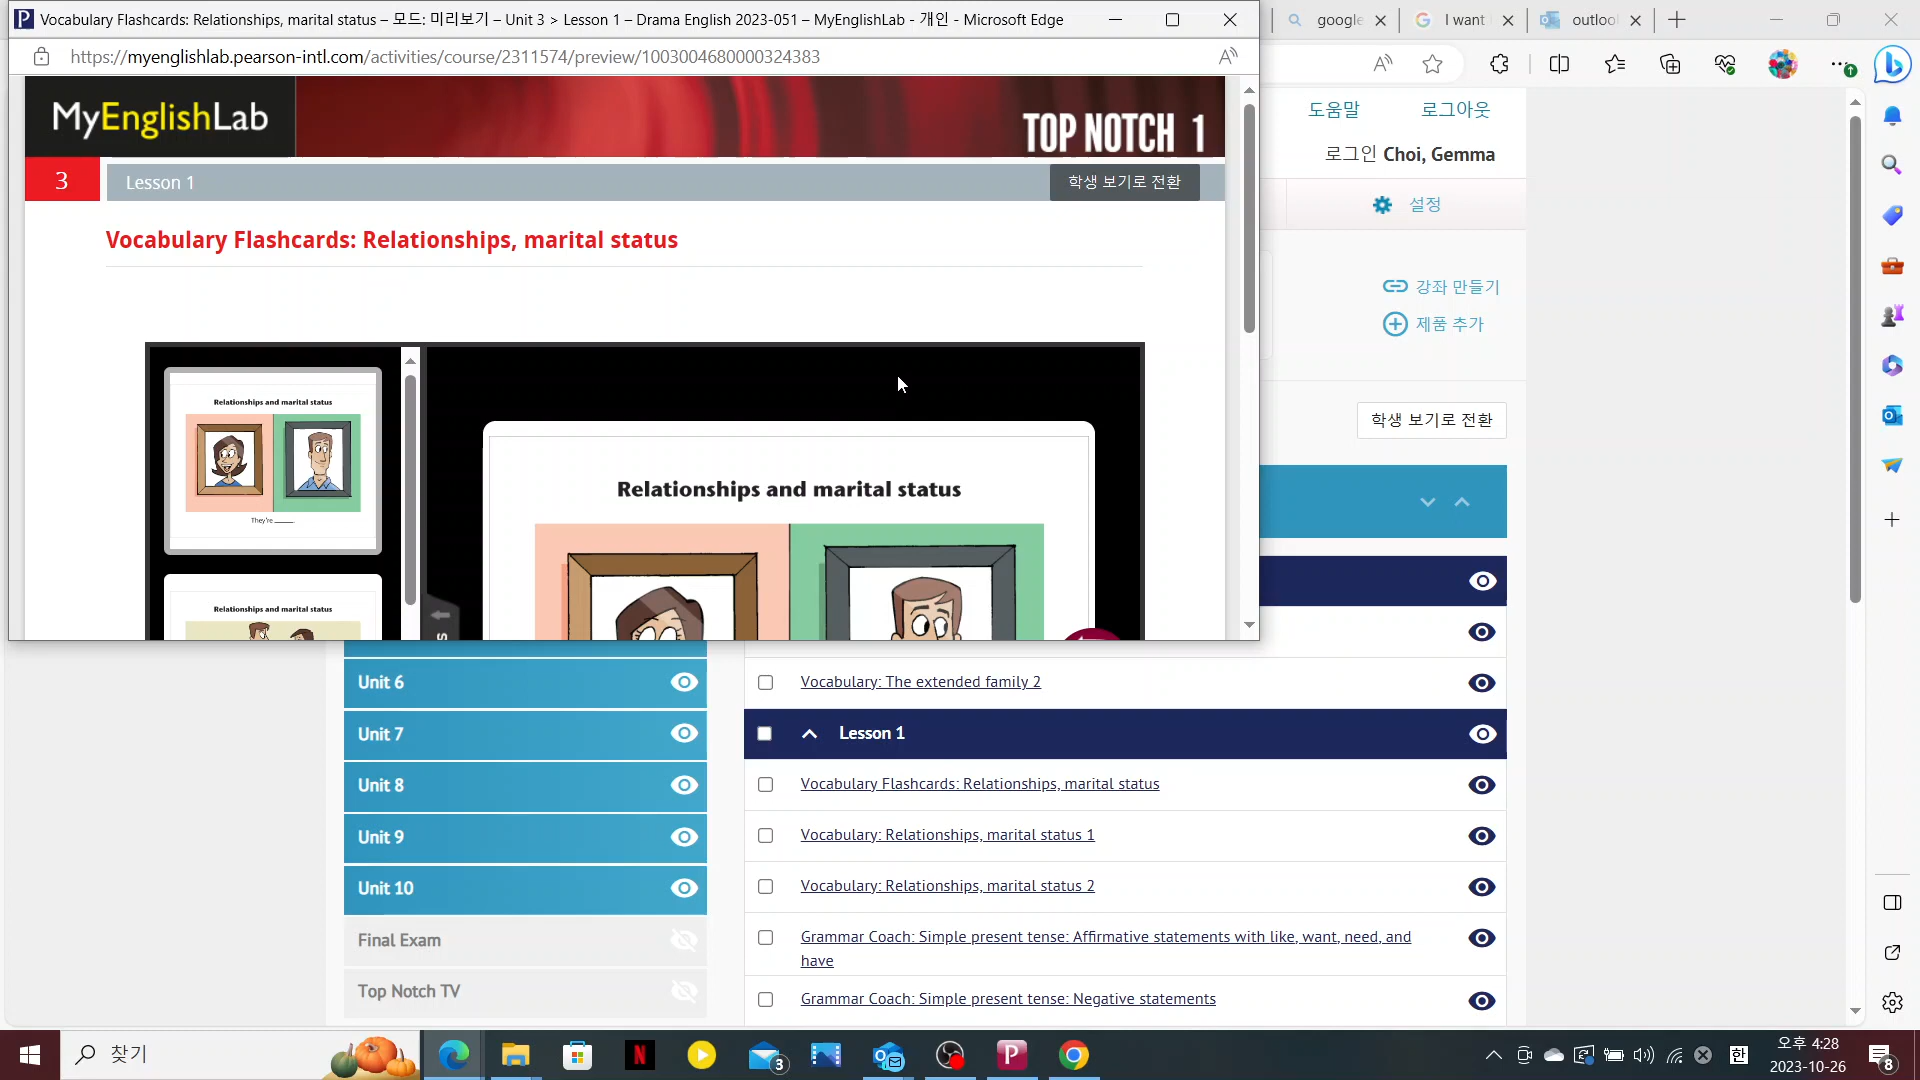 Vocabulary Flashcards: Relationships, marital status – 모드: 미리보기 – Unit 3 > Lesson 1 – Drama English 2023-051 – MyEnglishLab - 개인 - Microsoft Edge
google
I want
outloo
https://myenglishlab.pearson-intl.com/activities/course/2311574/preview/1003004680000324383
MyEnglishLab
TOP NOTCH 1
도움말
로그아웃
로그인 Choi, Gemma
3
Lesson 1
학생 보기로 전환
설정
Vocabulary Flashcards: Relationships, marital status
강좌 만들기
제품 추가
Relationships and marital status
They're
Relationships and marital status
Relationships and marital status
학생 보기로 전환
S
Unit 6
Unit 7
Unit 8
Unit 9
Unit 10
Final Exam
Top Notch TV
Vocabulary: The extended family 2
Lesson 1
Vocabulary Flashcards: Relationships, marital status
Vocabulary: Relationships, marital status 1
Vocabulary: Relationships, marital status 2
Grammar Coach: Simple present tense: Affirmative statements with like, want, need, and
have
Grammar Coach: Simple present tense: Negative statements
찾기
3
한
오후 4:28
2023-10-26
8